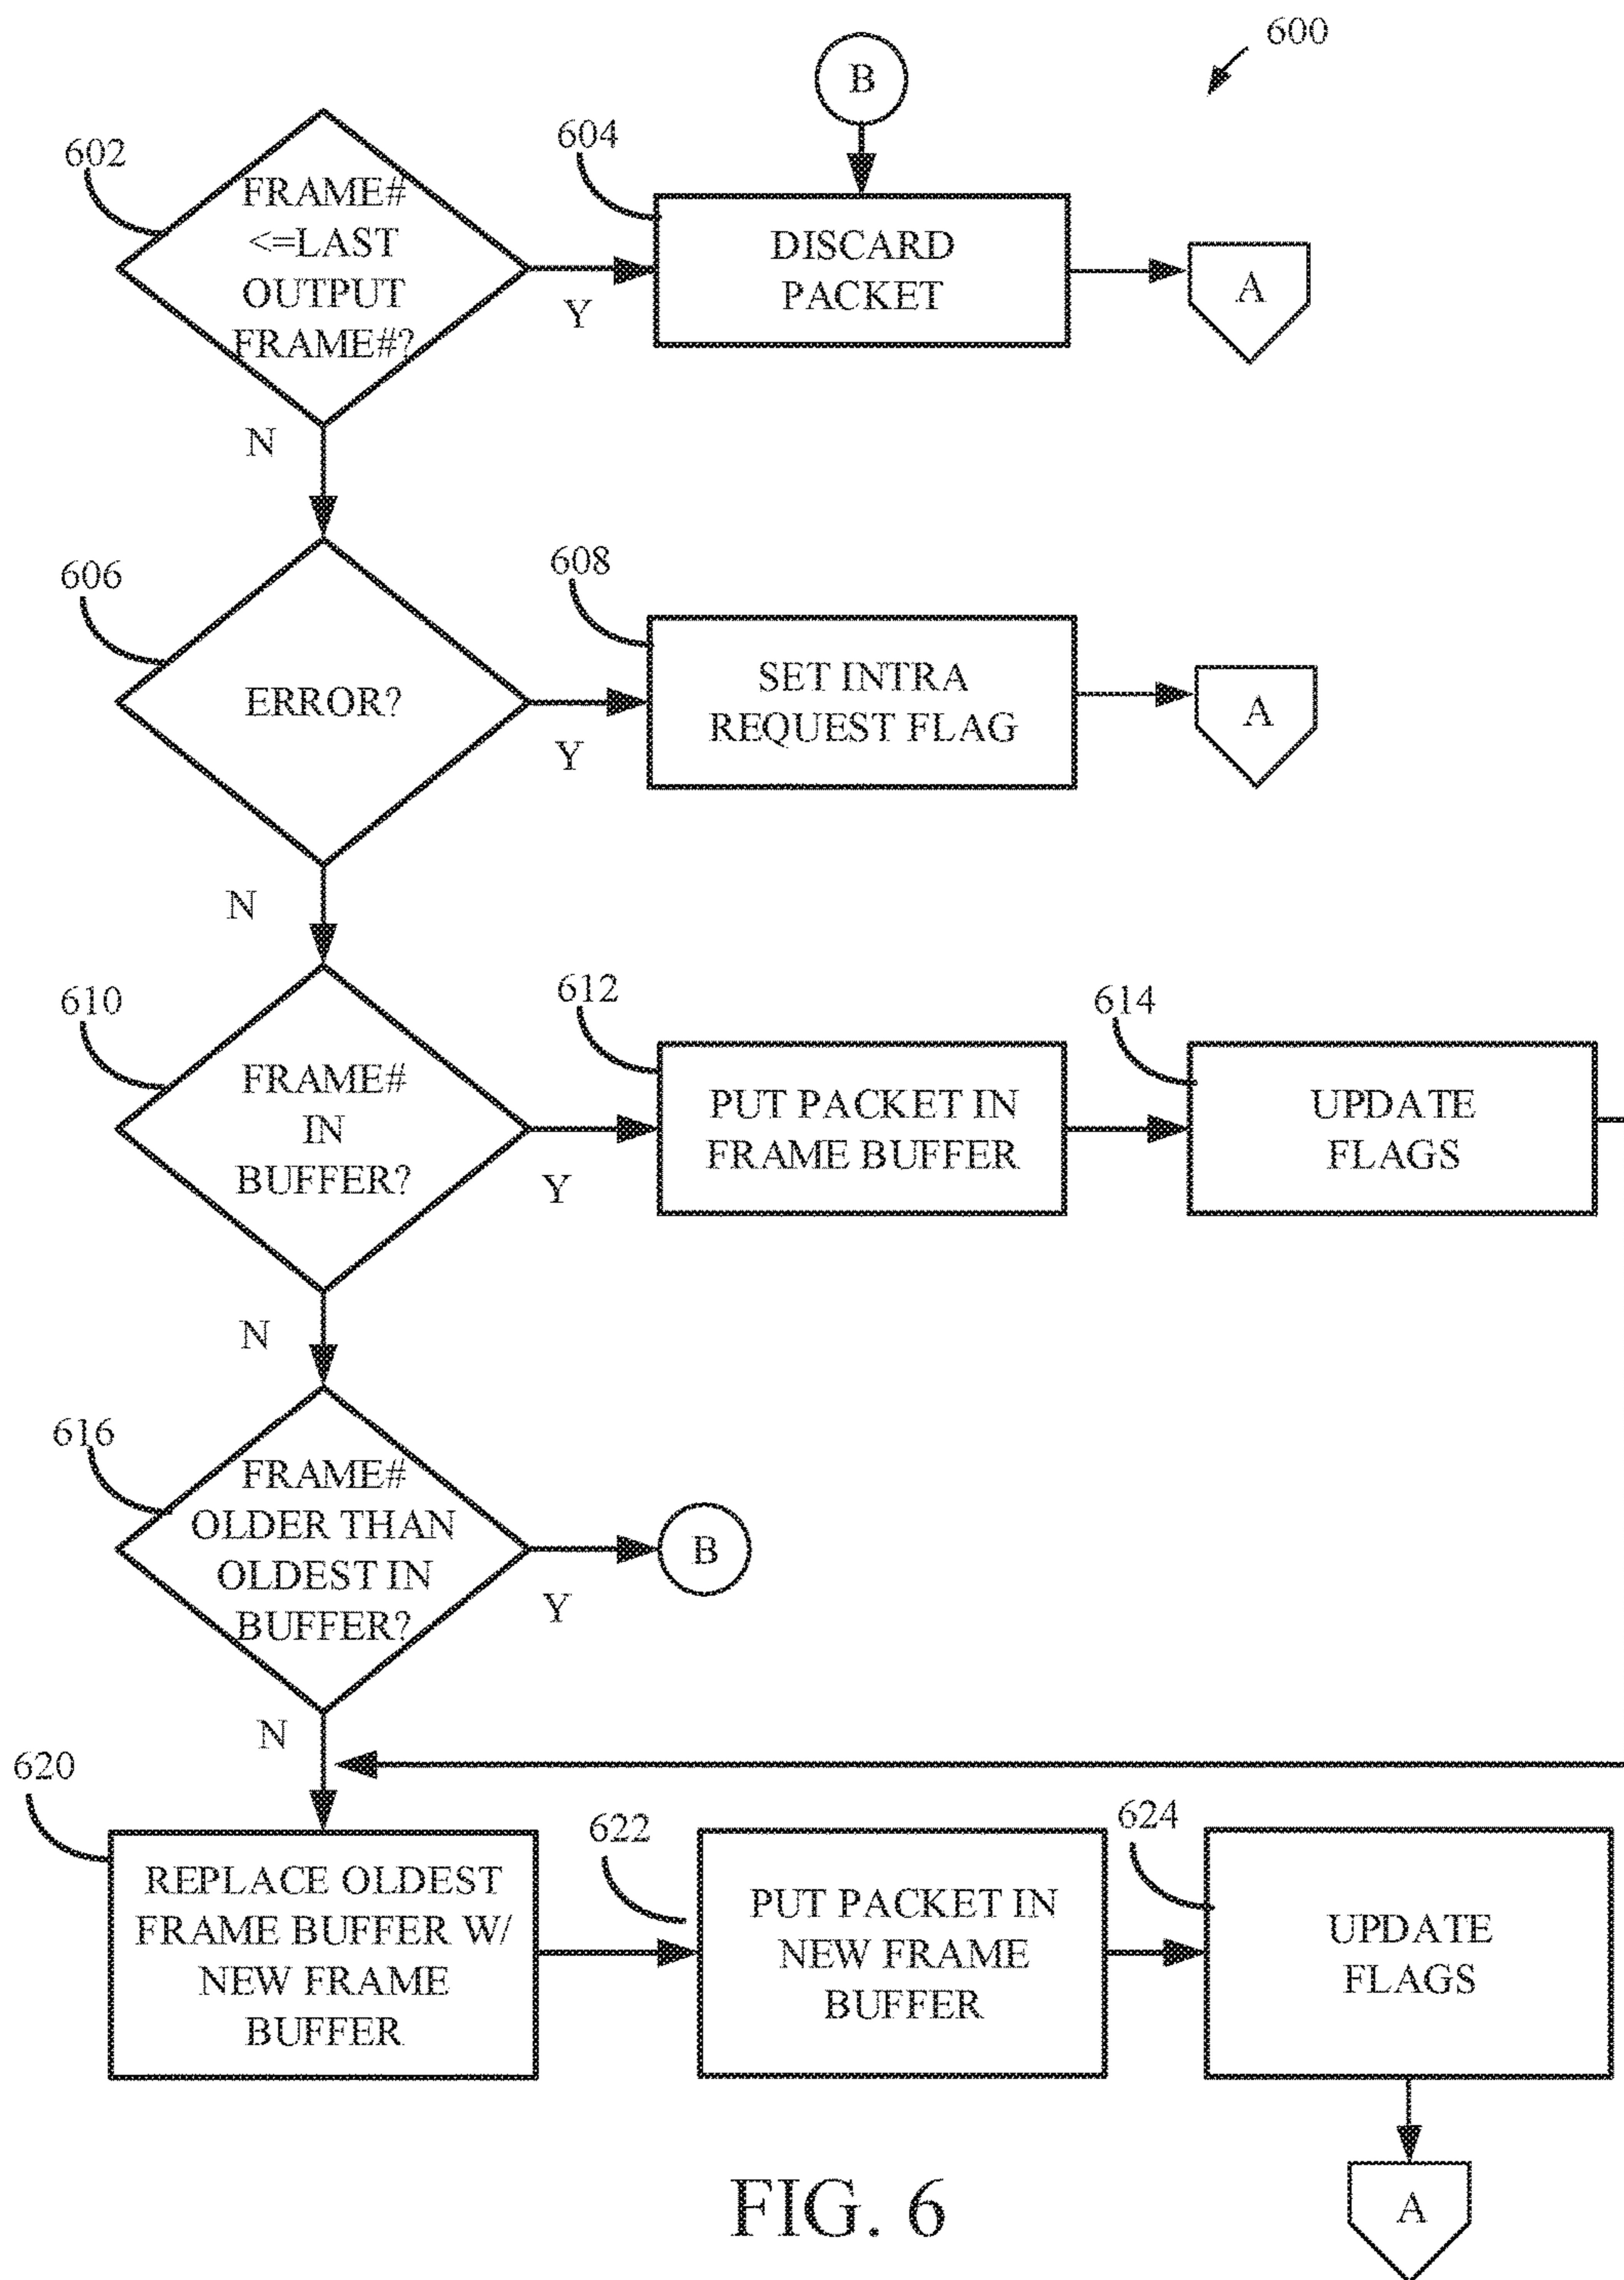 600
B
602
FRAME#
<=LAST
OUTPUT
FRAME#?
Y
N
604
DISCARD
PACKET
A
606
ERROR?
Y
N
608
SET INTRA
REQUEST FLAG
A
610
FRAME#
IN
BUFFER?
Y
N
612
PUT PACKET IN
FRAME BUFFER
614
UPDATE
FLAGS
616
FRAME#
OLDER THAN
OLDEST IN
BUFFER?
Y
N
B
620
REPLACE OLDEST
FRAME BUFFER W/
NEW FRAME
BUFFER
622
PUT PACKET IN
NEW FRAME
BUFFER
624
UPDATE
FLAGS
A
FIG. 6